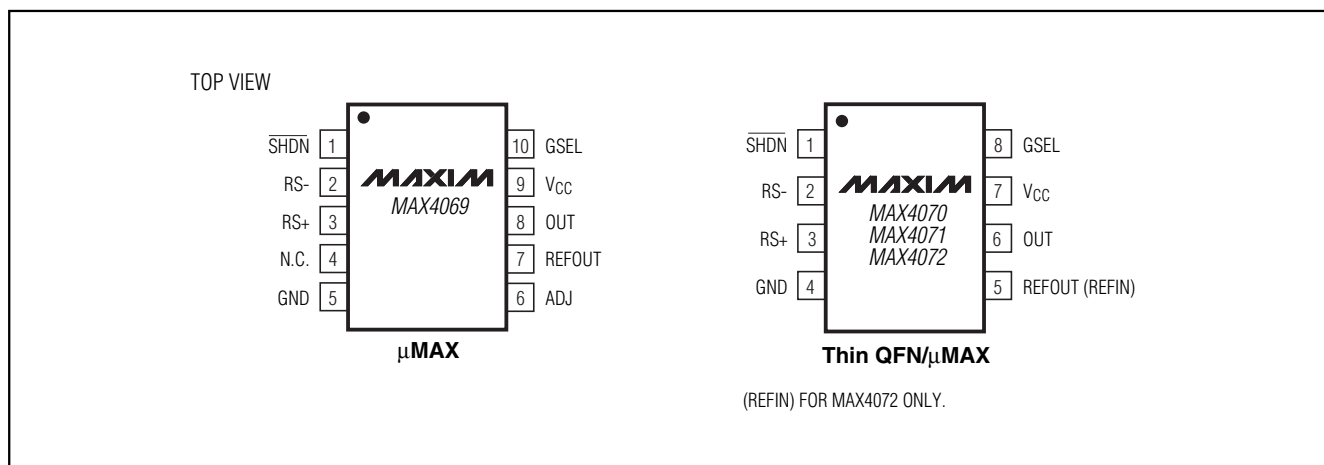 TOP VIEW
SHDN 1
RS- 2
RS+ 3
N.C. 4
GND 5
MAXIM
MAX4069
10 GSEL
9 VCC
8 OUT
7 REFOUT
6 ADJ
µMAX
SHDN 1
RS- 2
RS+ 3
GND 4
MAXIM
MAX4070
MAX4071
MAX4072
8 GSEL
7 VCC
6 OUT
5 REFOUT (REFIN)
Thin QFN/µMAX
(REFIN) FOR MAX4072 ONLY.